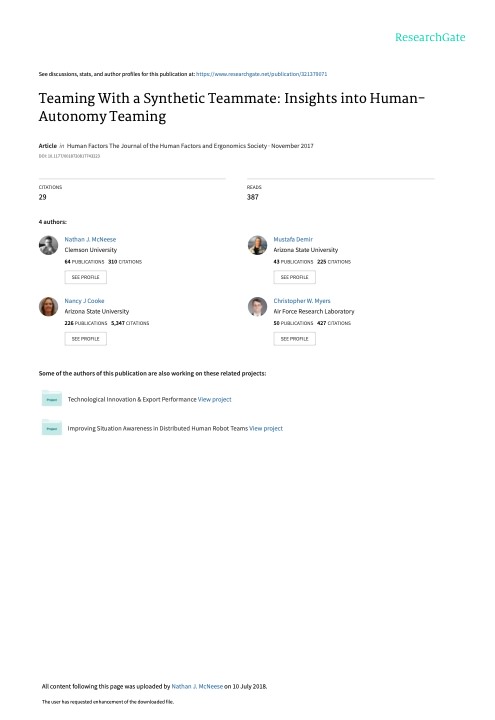 ResearchGate
See discussions, stats, and author profiles for this publication at: https://www.researchgate.net/publication/321379071
Teaming With a Synthetic Teammate: Insights into Human-
Autonomy Teaming
Article in Human Factors The Journal of the Human Factors and Ergonomics Society · November 2017
CITATIONS
29
READS
387
4 authors:
Nathan J. McNeese
Clemson University
64 PUBLICATIONS 310 CITATIONS
SEE PROFILE
Mustafa Demir
Arizona State University
43 PUBLICATIONS 225 CITATIONS
SEE PROFILE
Nancy J Cooke
Arizona State University
226 PUBLICATIONS 5,347 CITATIONS
SEE PROFILE
Christopher W. Myers
Air Force Research Laboratory
50 PUBLICATIONS 427 CITATIONS
SEE PROFILE
Some of the authors of this publication are also working on these related projects:
Project
Technological Innovation & Export Performance View project
Project
Improving Situation Awareness in Distributed Human Robot Teams View project
All content following this page was uploaded by Nathan J. McNeese on 10 July 2018.
The user has requested enhancement of the downloaded file.